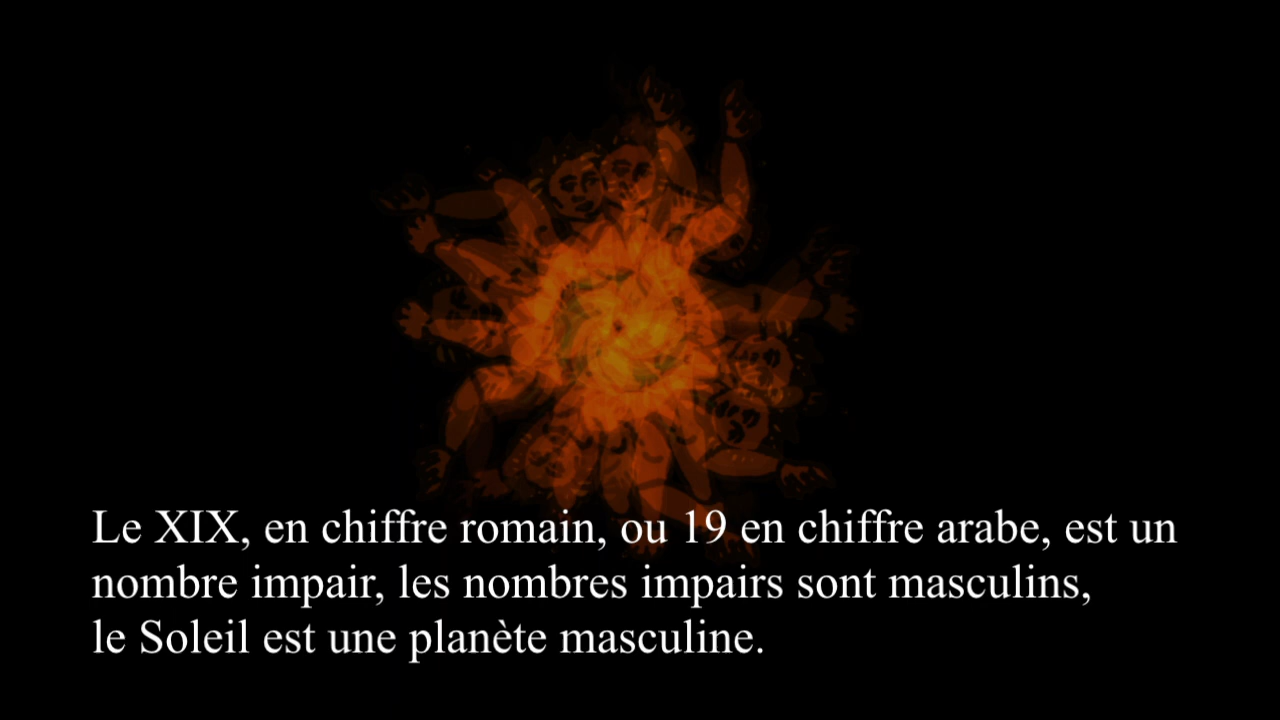 Le XIX, en chiffre romain, ou 19 en chiffre arabe, est un
nombre impair, les nombres impairs sont masculins,
le Soleil est une planète masculine.